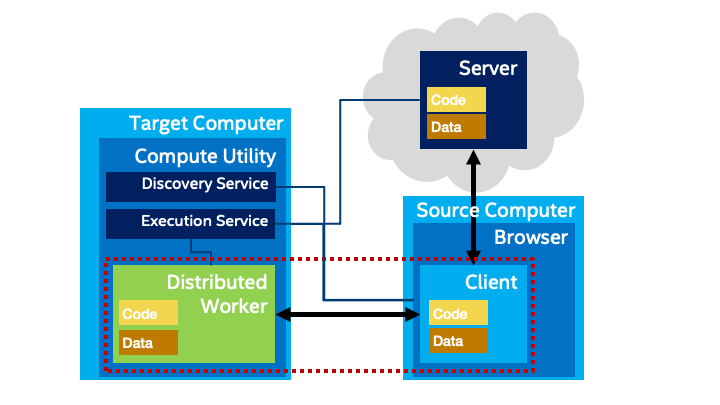 Server
Code
Data
Target Computer
Compute Utility
Discovery Service
Execution Service
Distributed
Worker
Code
Data
Source Computer
Browser
Client
Code
Data